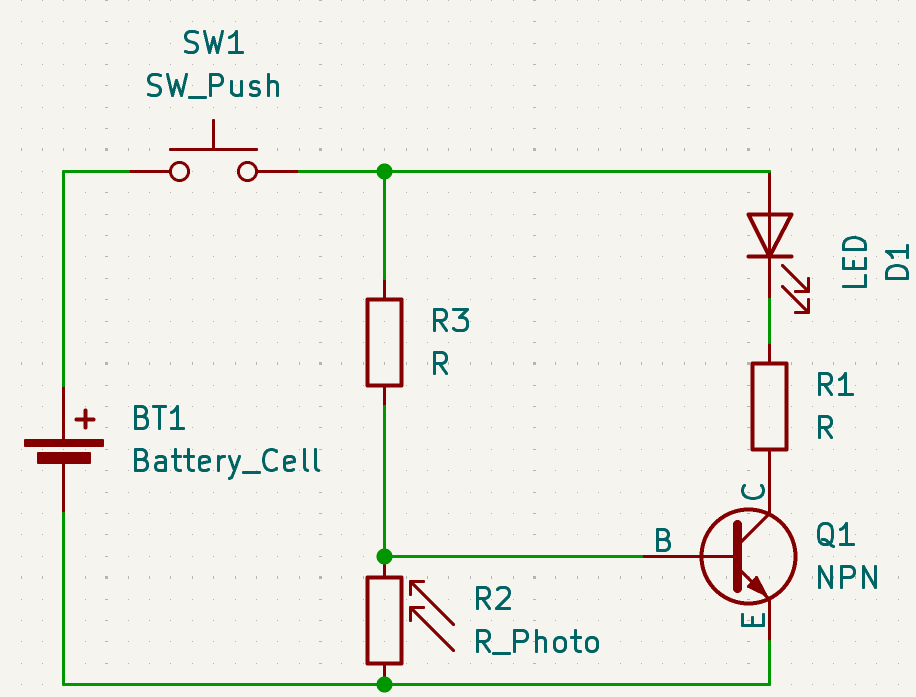 SW1
SW_Push
LED
D1
R3
R
R1
R
BT1
+
Battery_Cell
C
B
Q1
NPN
E
R2
R_Photo